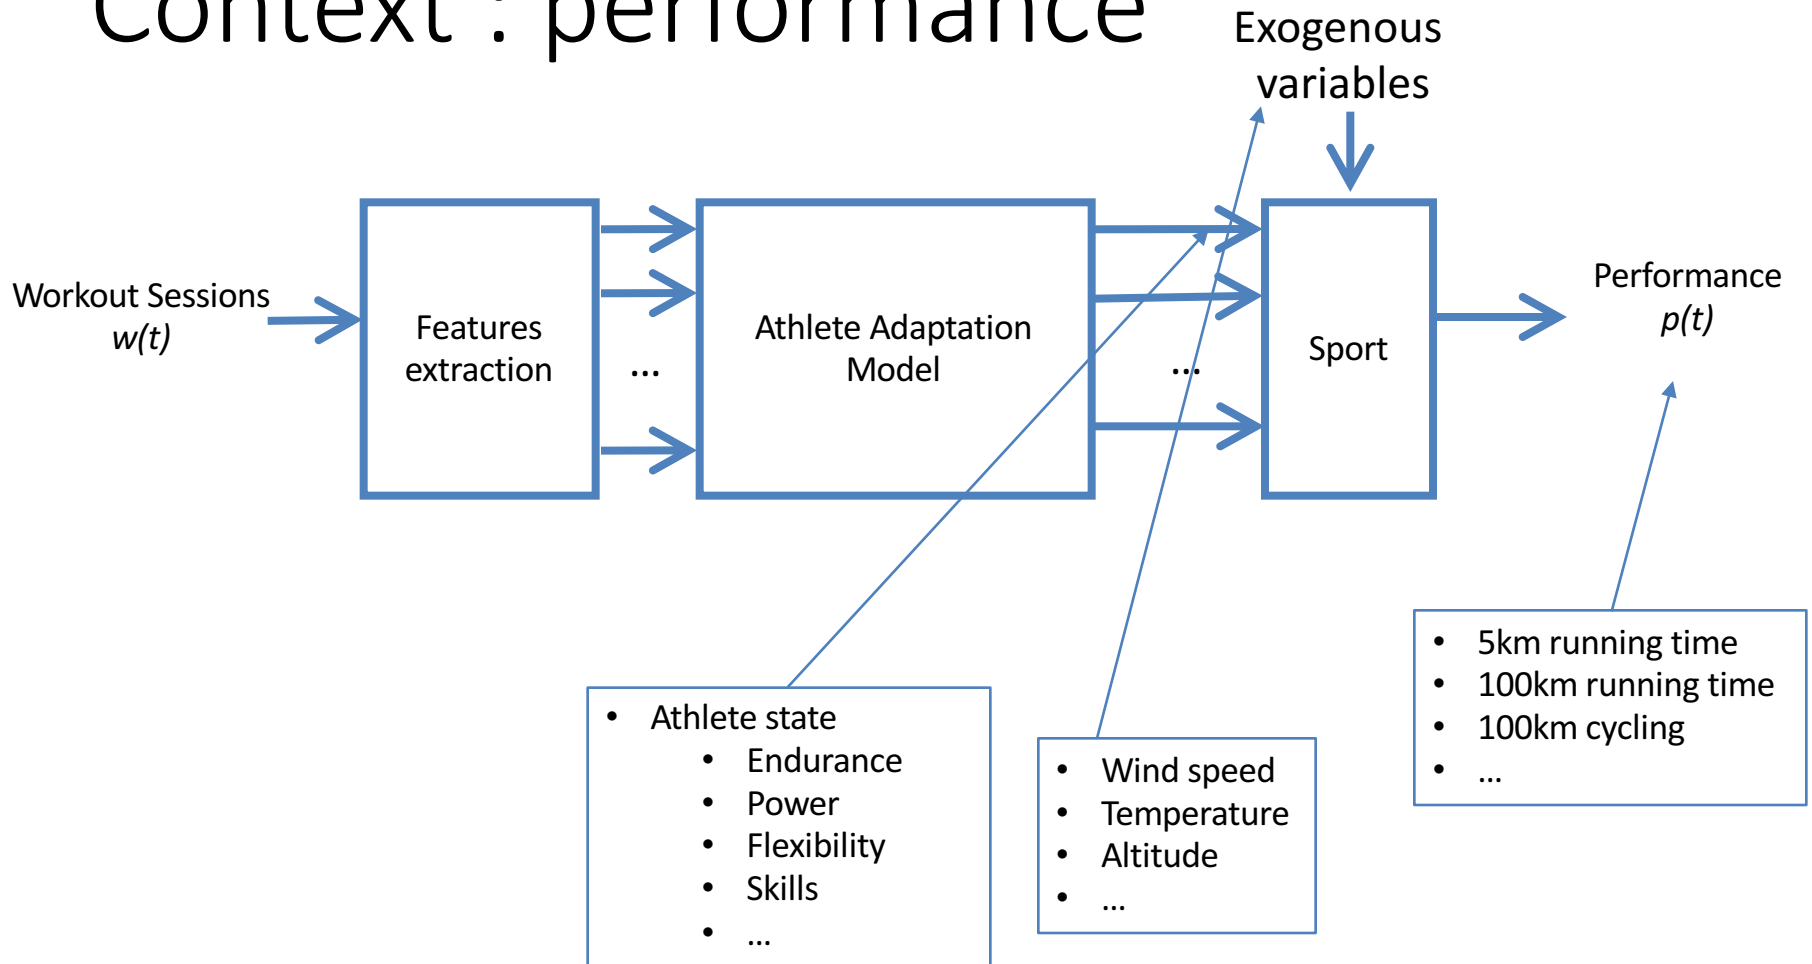 Context : performance
Exogenous
variables
Workout Sessions
w(t)
Features
extraction
...
Athlete Adaptation
Model
...
Sport
Performance
p(t)
• Athlete state
• Endurance
• Power
• Flexibility
• Skills
• ...
• Wind speed
• Temperature
• Altitude
• ...
• 5km running time
• 100km running time
• 100km cycling
• ...